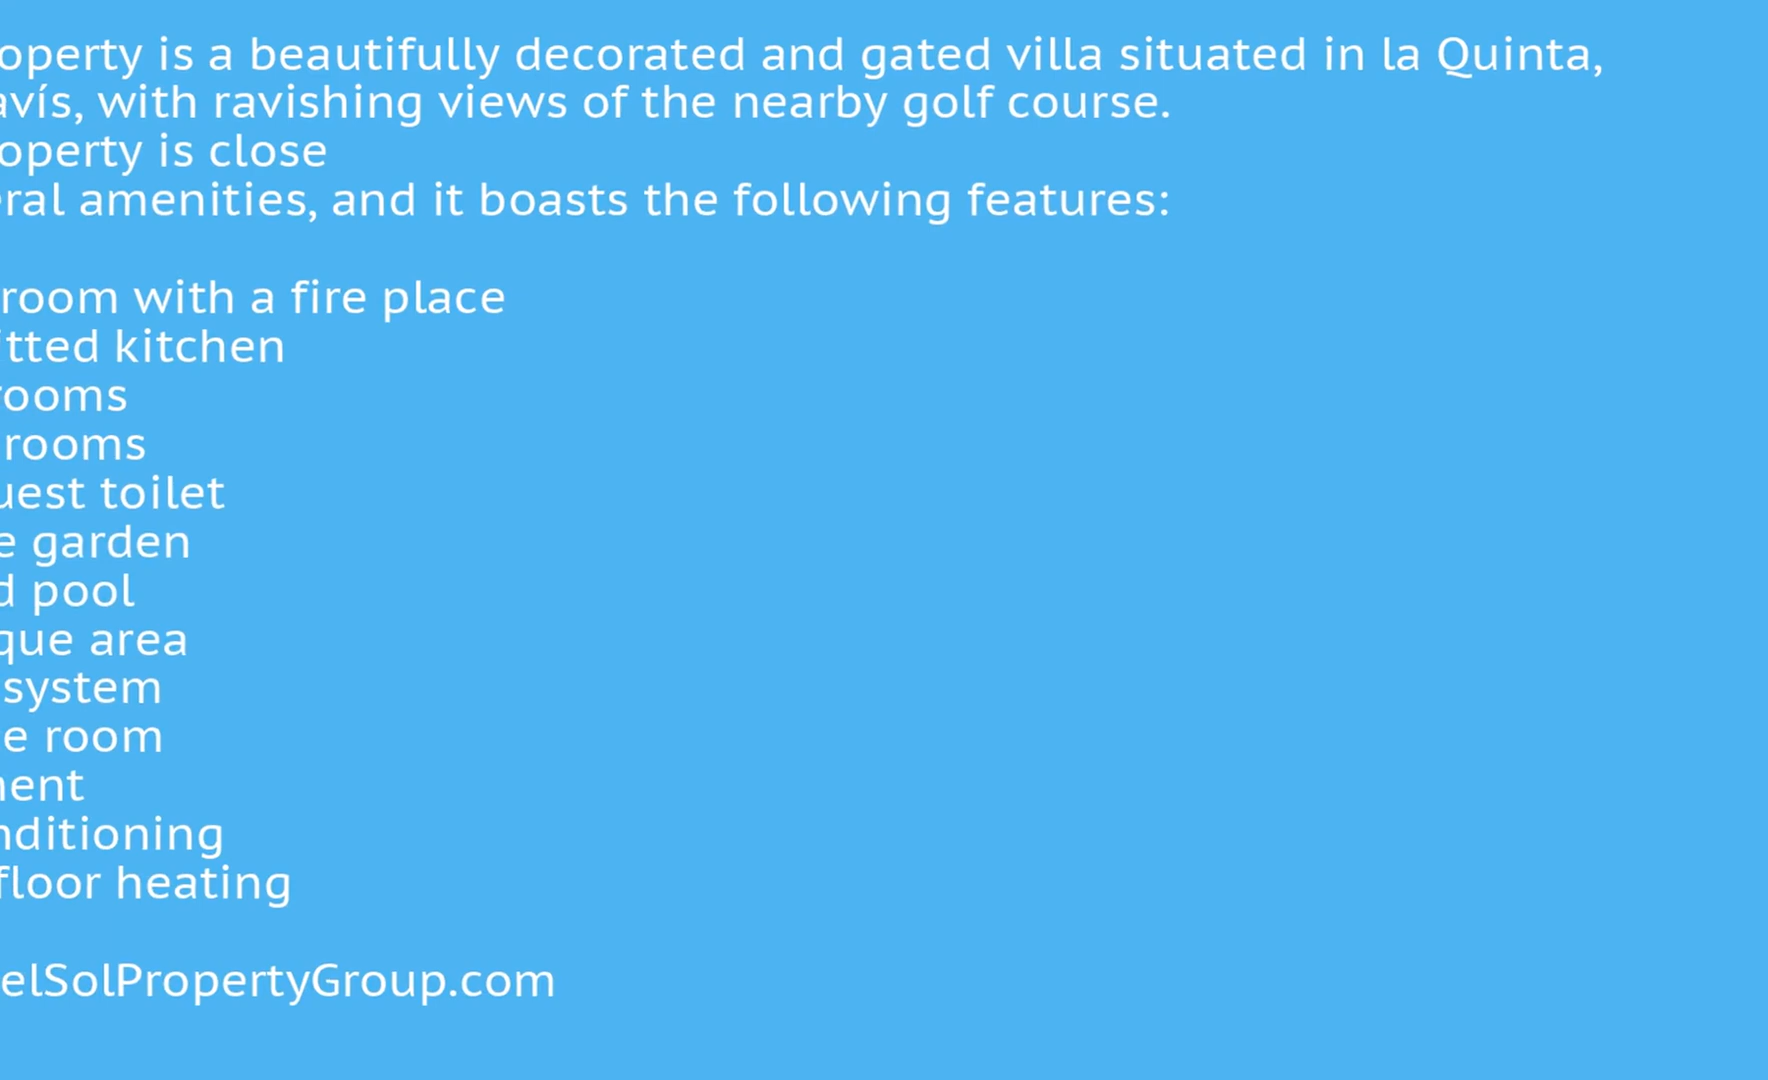 operty is a beautifully decorated and gated villa situated in la Quinta,
avís, with ravishing views of the nearby golf course.
operty is close
eral amenities, and it boasts the following features:
room with a fire place
itted kitchen
rooms
rooms
uest toilet
e garden
d pool
que area
system
e room
ment
nditioning
floor heating
elSolPropertyGroup.com